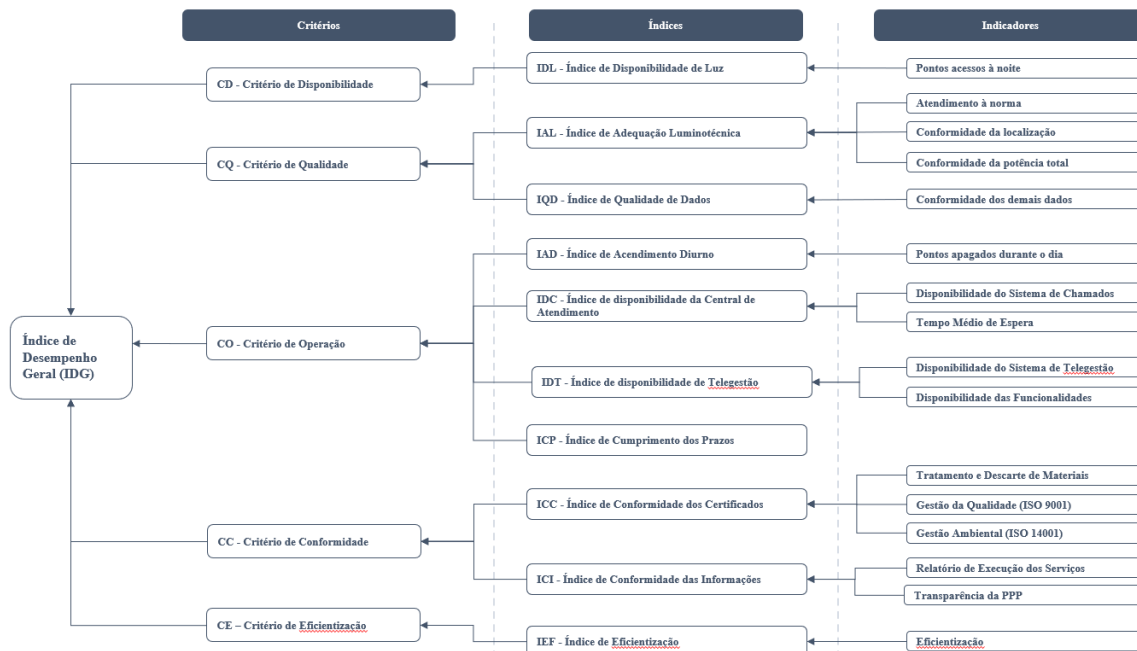 Critérios
Índices
Indicadores
Índice de
Desempenho
Geral (IDG)
CD - Critério de Disponibilidade
CQ - Critério de Qualidade
CO - Critério de Operação
CC - Critério de Conformidade
CE – Critério de Eficientização
IDL - Índice de Disponibilidade de Luz
IAL - Índice de Adequação Luminotécnica
IQD - Índice de Qualidade de Dados
IAD - Índice de Acendimento Diurno
IDC - Índice de disponibilidade da Central de
Atendimento
IDT - Índice de disponibilidade de Telegestão
ICP - Índice de Cumprimento dos Prazos
ICC - Índice de Conformidade dos Certificados
ICI - Índice de Conformidade das Informações
IEF - Índice de Eficientização
Pontos acessos à noite
Atendimento à norma
Conformidade da localização
Conformidade da potência total
Conformidade dos demais dados
Pontos apagados durante o dia
Disponibilidade do Sistema de Chamados
Tempo Médio de Espera
Disponibilidade do Sistema de Telegestão
Disponibilidade das Funcionalidades
Tratamento e Descarte de Materiais
Gestão da Qualidade (ISO 9001)
Gestão Ambiental (ISO 14001)
Relatório de Execução dos Serviços
Transparência da PPP
Eficientização